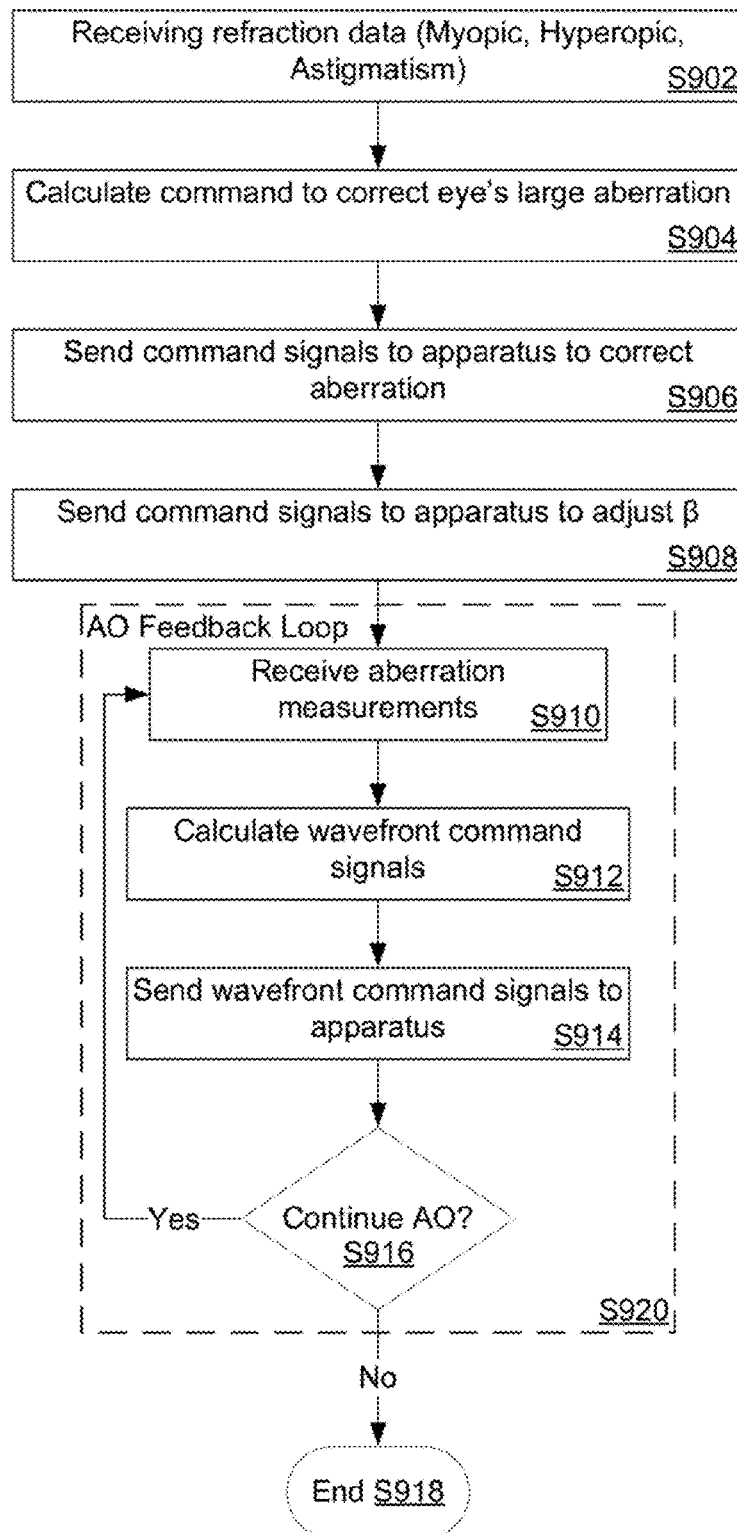 Receiving refraction data (Myopic, Hyperopic,
Astigmatism)
S902
Calculate command to correct eye's large aberration
S904
Send command signals to apparatus to correct
aberration
S906
Send command signals to apparatus to adjust β
S908
AO Feedback Loop
Receive aberration
measurements
S910
Calculate wavefront command
signals
S912
Send wavefront command signals to
apparatus
S914
Yes
Continue AO?
S916
S920
No
End S918